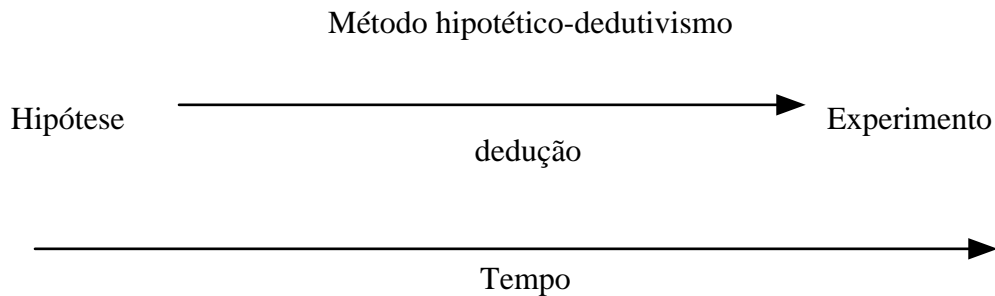 Método hipotético-dedutivismo
Hipótese
Experimento
dedução
Tempo